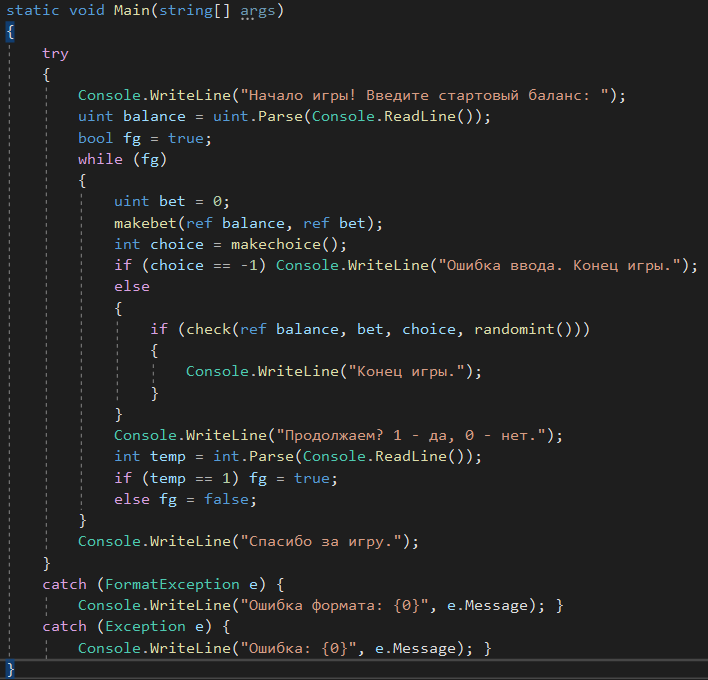 static void Main(string[] args)
{
try
{
Console.WriteLine("Начало игры! Введите стартовый баланс: ");
uint balance = uint.Parse(Console.ReadLine());
bool fg = true;
while (fg)
{
uint bet = 0;
makebet(ref balance, ref bet);
int choice = makechoice();
if (choice == -1) Console.WriteLine("Ошибка ввода. Конец игры.");
else
{
if (check(ref balance, bet, choice, randomint()))
{
Console.WriteLine("Конец игры.");
}
}
Console.WriteLine("Продолжаем? 1 - да, 0 - нет.");
int temp = int.Parse(Console.ReadLine());
if (temp == 1) fg = true;
else fg = false;
}
Console.WriteLine("Спасибо за игру.");
}
catch (FormatException e) {
Console.WriteLine("Ошибка формата: {0}", e.Message); }
catch (Exception e) {
Console.WriteLine("Ошибка: {0}", e.Message); }
}